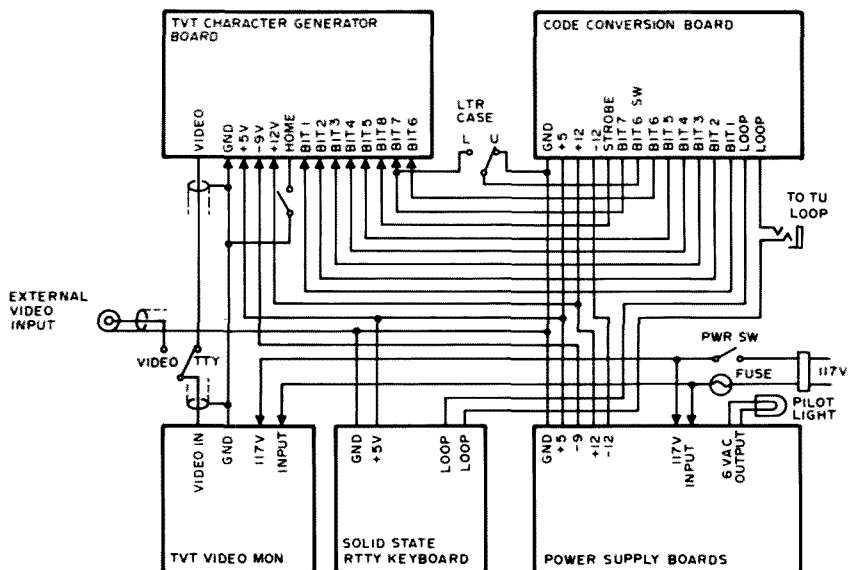 TVT CHARACTER GENERATOR
BOARD
VIDEO
GND
+5V
-9V
+12V
HOME
BIT 1
BIT 2
BIT 3
BIT 4
BIT 5
BIT 8
BIT 7
BIT 6
LTR
CASE
L
U
CODE CONVERSION BOARD
GND
+5
+12
-12
STROBE
BIT 7
BIT 6 SW
BIT 6
BIT 5
BIT 4
BIT 3
BIT 2
BIT 1
LOOP
LOOP
TO TU
LOOP
EXTERNAL
VIDEO
INPUT
VIDEO
TTY
PWR SW
FUSE
117V
PILOT
LIGHT
VIDEO IN
GND
117V
INPUT
TVT VIDEO MON.
GND
+5V
LOOP
LOOP
SOLID STATE
RTTY KEYBOARD
GND
+5
-9
+12
-12
117V
INPUT
6 VAC
OUTPUT
POWER SUPPLY BOARDS